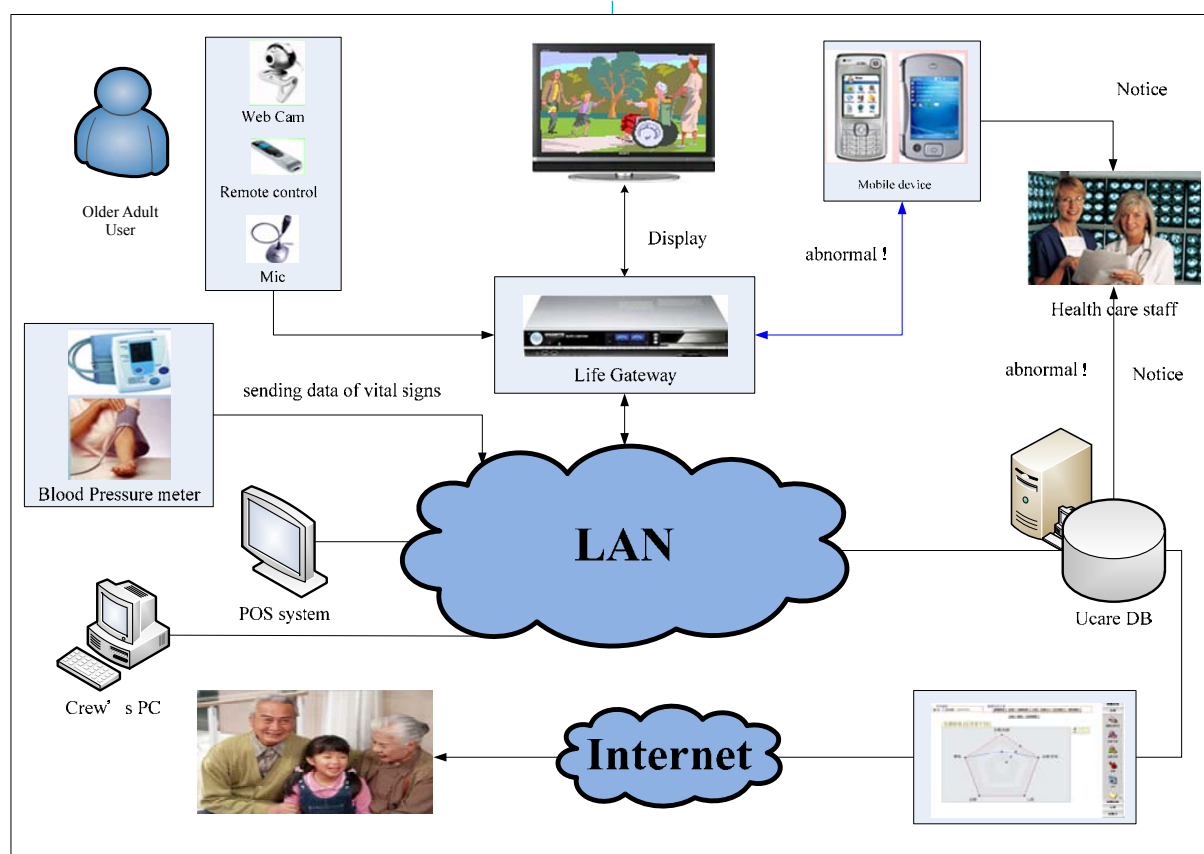 Web Cam
Remote control
Mic
Older Adult
User
Display
Mobile device
abnormal！
Notice
Health care staff
Life Gateway
sending data of vital signs
Blood Pressure meter
abnormal！
Notice
LAN
POS system
Ucare DB
Crew’s PC
Internet